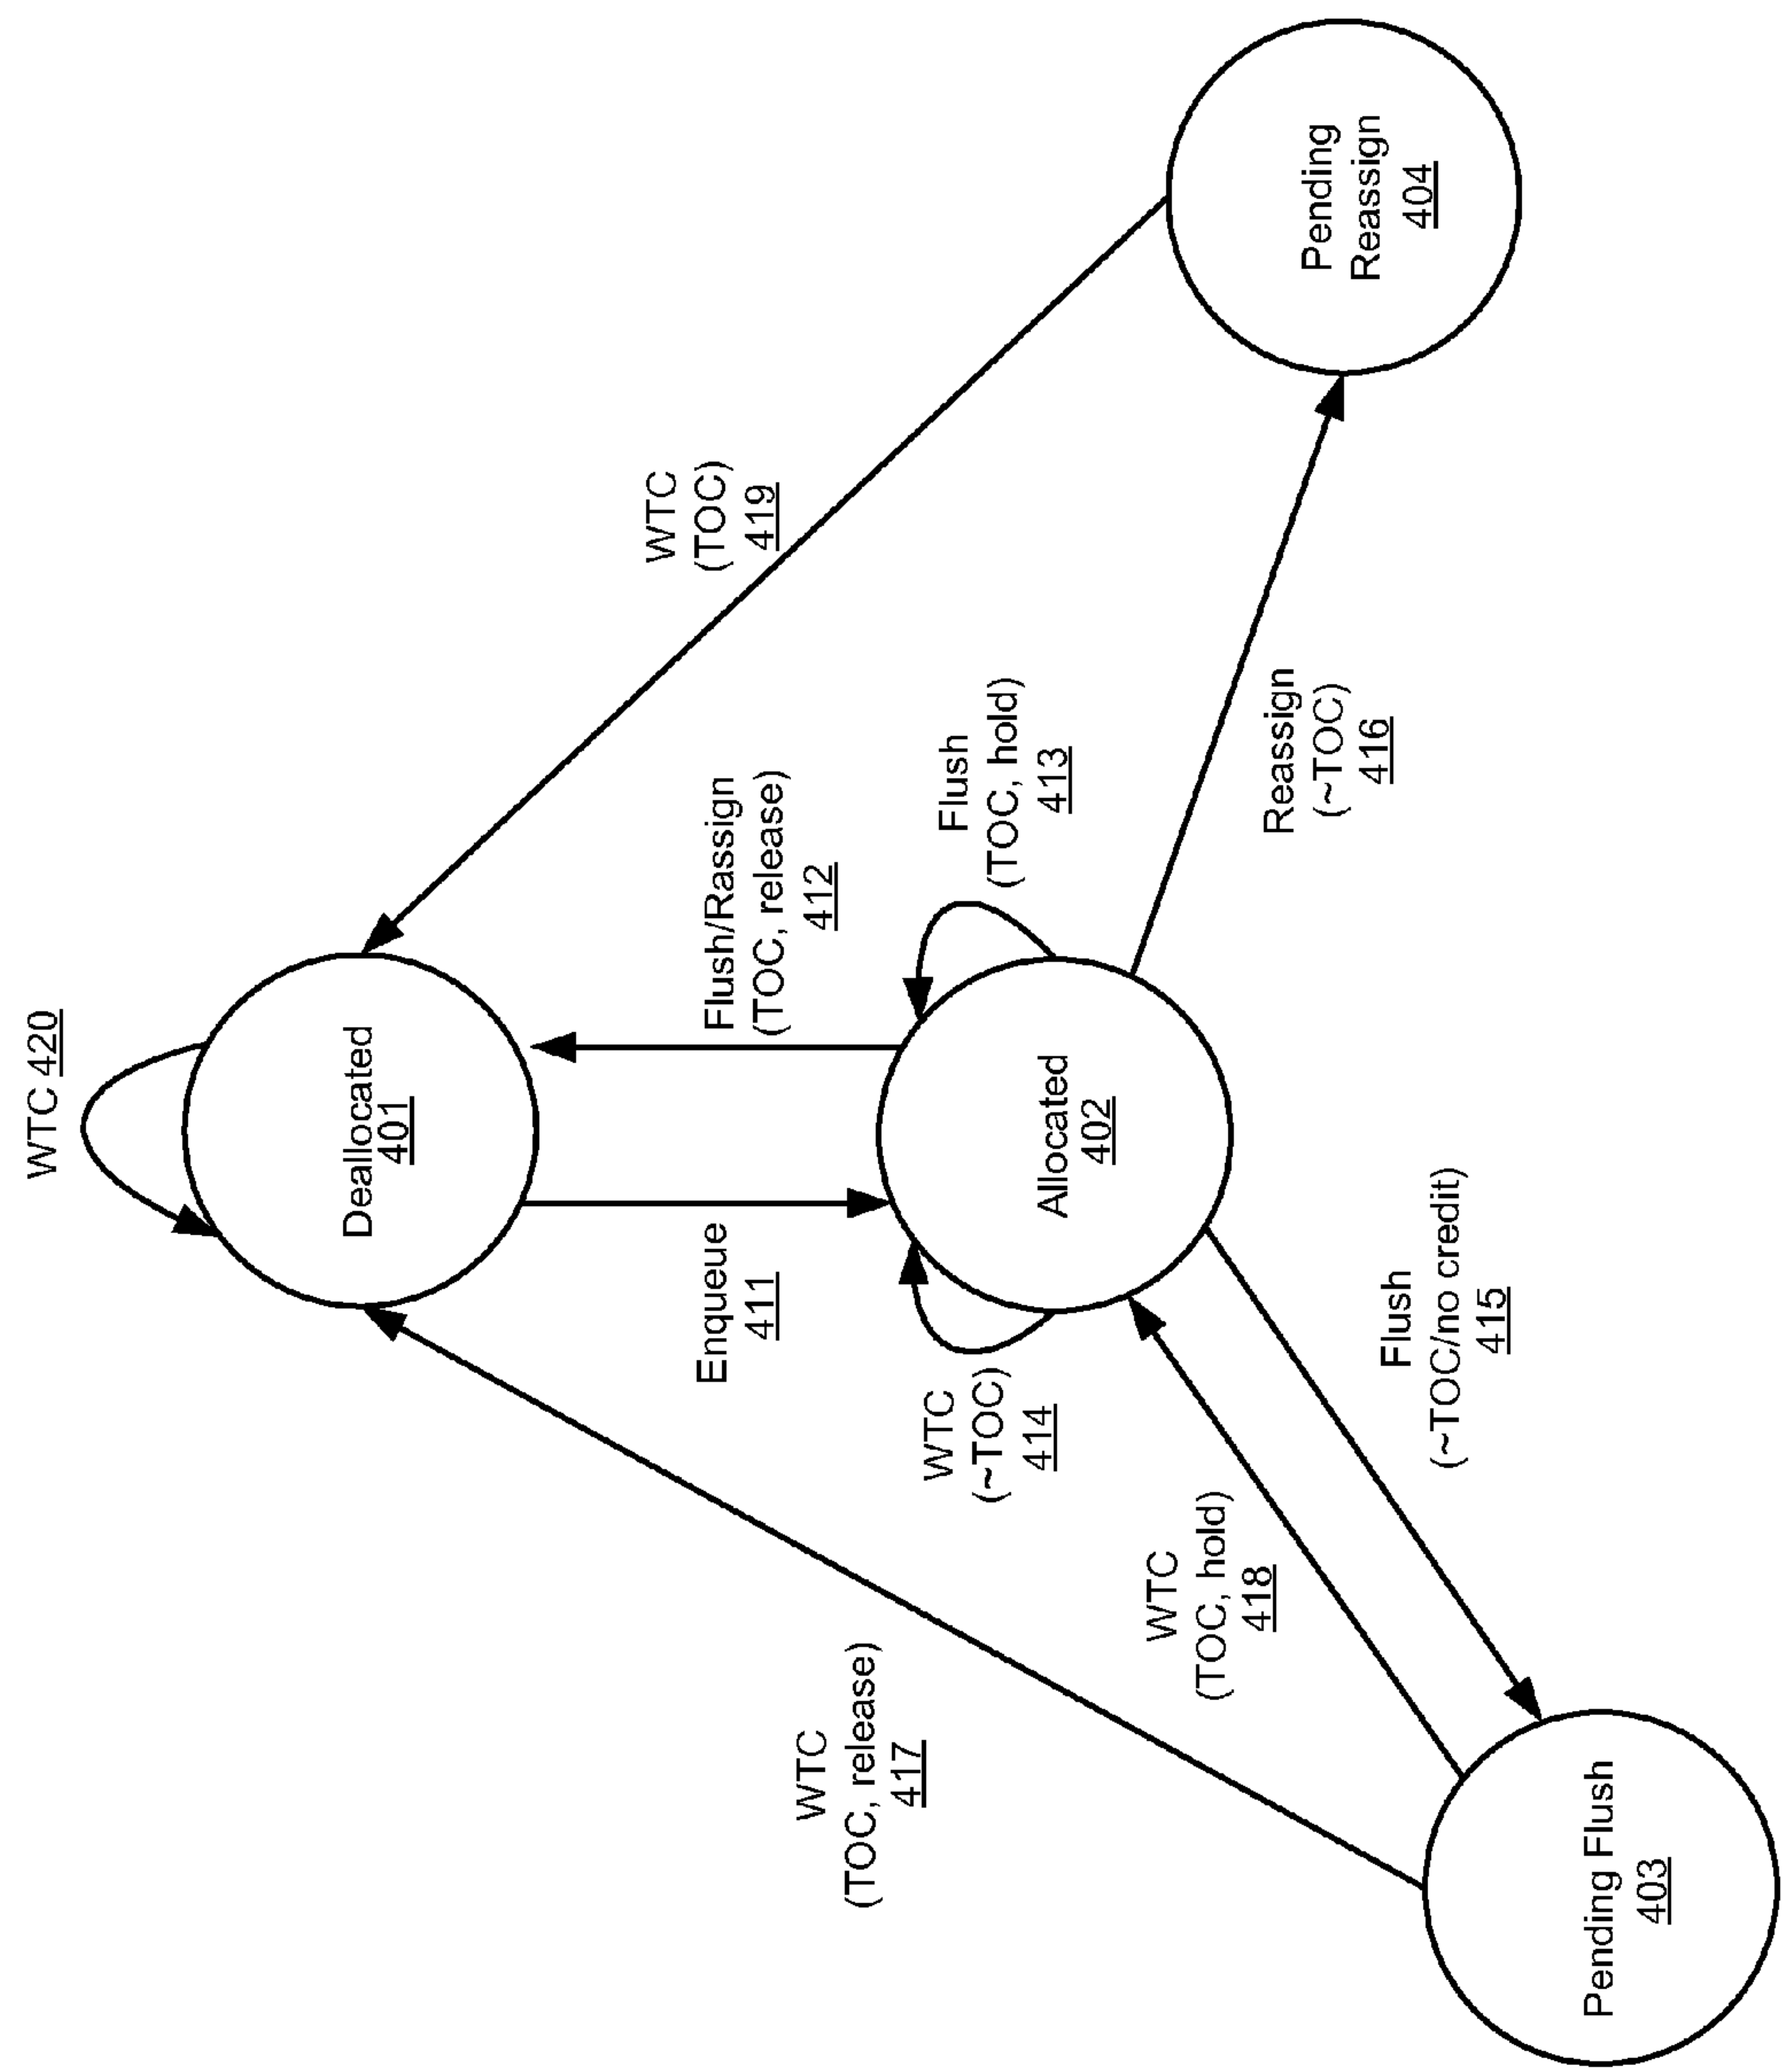 WTC 420
Deallocated
401
WTC
(TOC, release)
417
Enqueue
411
Flush/Rassign
(TOC, release)
412
WTC
(TOC)
419
WTC
(~TOC)
414
Allocated
402
Flush
(TOC, hold)
413
WTC
(TOC, hold)
418
Flush
(~TOC/no credit)
415
Reassign
(~TOC)
416
Pending Flush
403
Pending
Reassign
404